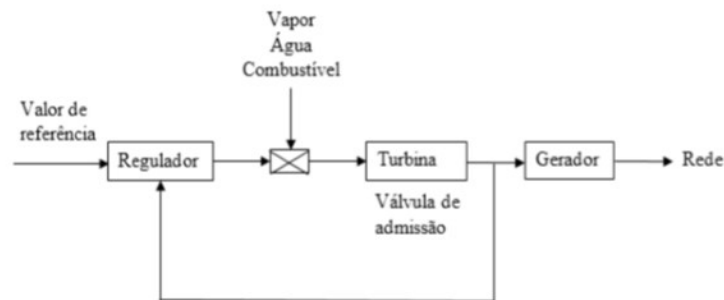 Vapor
Água
Combustível
Valor de
referência
Regulador
Turbina
Gerador
Rede
Válvula de
admissão